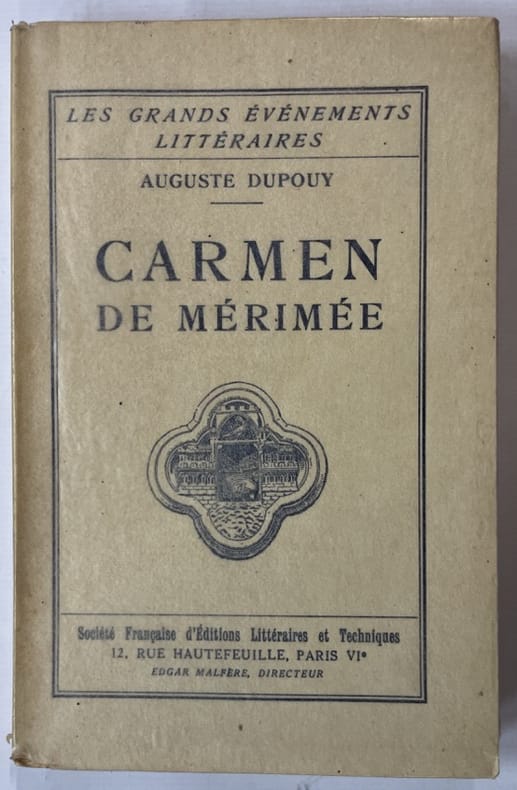 LES GRANDS ÉVÉNEMENTS
LITTÉRAIRES
AUGUSTE DUPOUY
CARMEN
DE MÉRIMÉE
Société Française d'Éditions Littéraires et Techniques
12, RUE HAUTEFEUILLE, PARIS VIᵉ
EDGAR MALFÈRE, DIRECTEUR